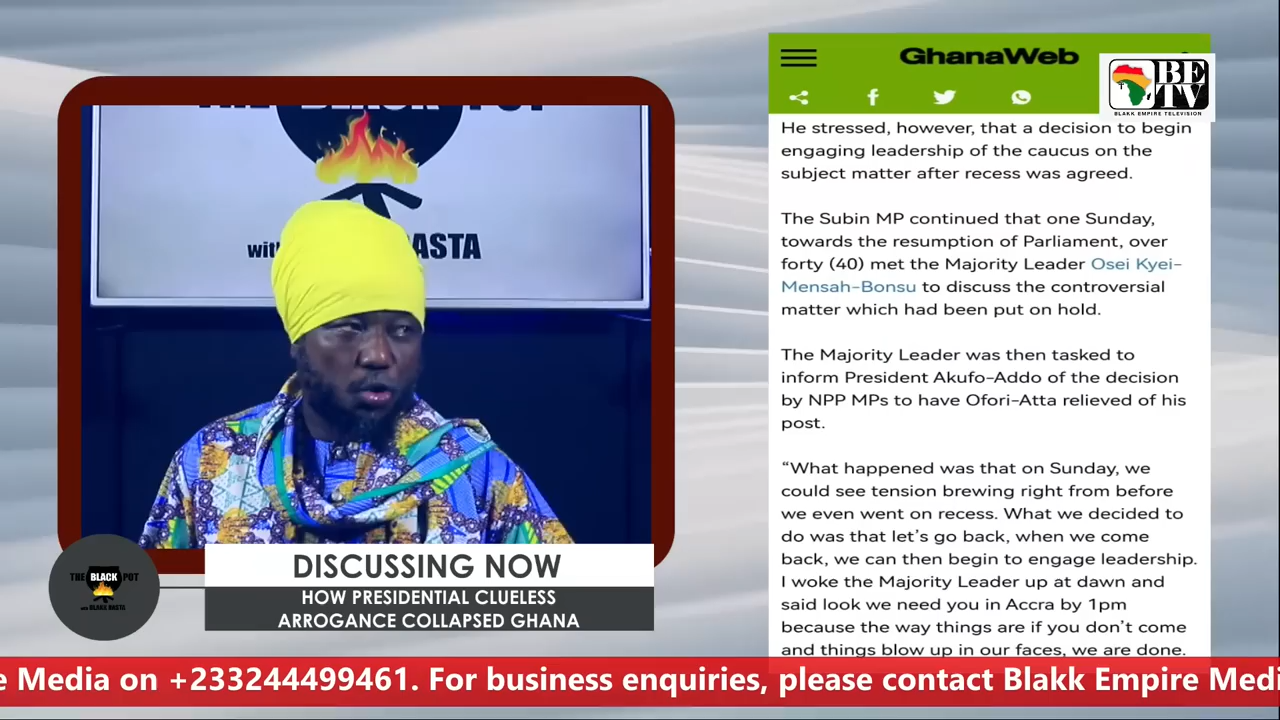 THE BLACK POT
with
ASTA
DISCUSSING NOW
HOW PRESIDENTIAL CLUELESS
ARROGANCE COLLAPSED GHANA
THE BLACK POT
WITH BLAKK RASTA
GhanaWeb
BE
TV
BLAKK EMPIRE TELEVISION
He stressed, however, that a decision to begin
engaging leadership of the caucus on the
subject matter after recess was agreed.
The Subin MP continued that one Sunday,
towards the resumption of Parliament, over
forty (40) met the Majority Leader Osei Kyei-
Mensah-Bonsu to discuss the controversial
matter which had been put on hold.
The Majority Leader was then tasked to
inform President Akufo-Addo of the decision
by NPP MPs to have Ofori-Atta relieved of his
post.
“What happened was that on Sunday, we
could see tension brewing right from before
we even went on recess. What we decided to
do was that let’s go back, when we come
back, we can then begin to engage leadership.
I woke the Majority Leader up at dawn and
said look we need you in Accra by 1pm
because the way things are if you don’t come
and things blow up in our faces, we are done.
e Media on +233244499461. For business enquiries, please contact Blakk Empire Medi